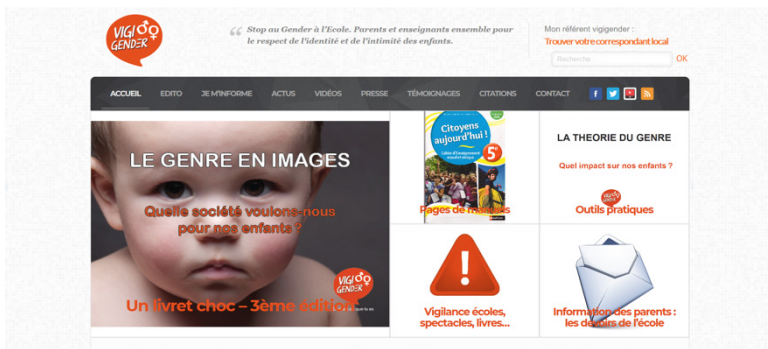 VIGI
GENDER
Stop au Gender à l'Ecole. Parents et enseignants ensemble pour
le respect de l'identité et de l'intimité des enfants.
Mon référent vigigender :
Trouver votre correspondant local
Recherche
OK
ACCUEIL EDITO JE M'INFORME ACTUS VIDÉOS PRESSE TÉMOIGNAGES CITATIONS CONTACT
LE GENRE EN IMAGES
Quelle société voulons-nous
pour nos enfants ?
VIGI
GENDER
Un livret choc – 3ème édition
Citoyens
aujourd'hui !
5e
Pages de manuels
LA THEORIE DU GENRE
Quel impact sur nos enfants ?
VIGI
GENDER
Outils pratiques
Vigilance écoles,
spectacles, livres...
Information des parents :
les devoirs de l'école